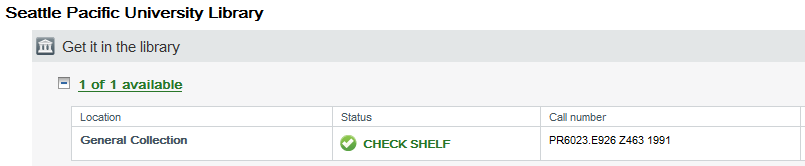 Seattle Pacific University Library
Get it in the library
1 of 1 available
Location Status Call number
General Collection CHECK SHELF PR6023.E926 Z463 1991